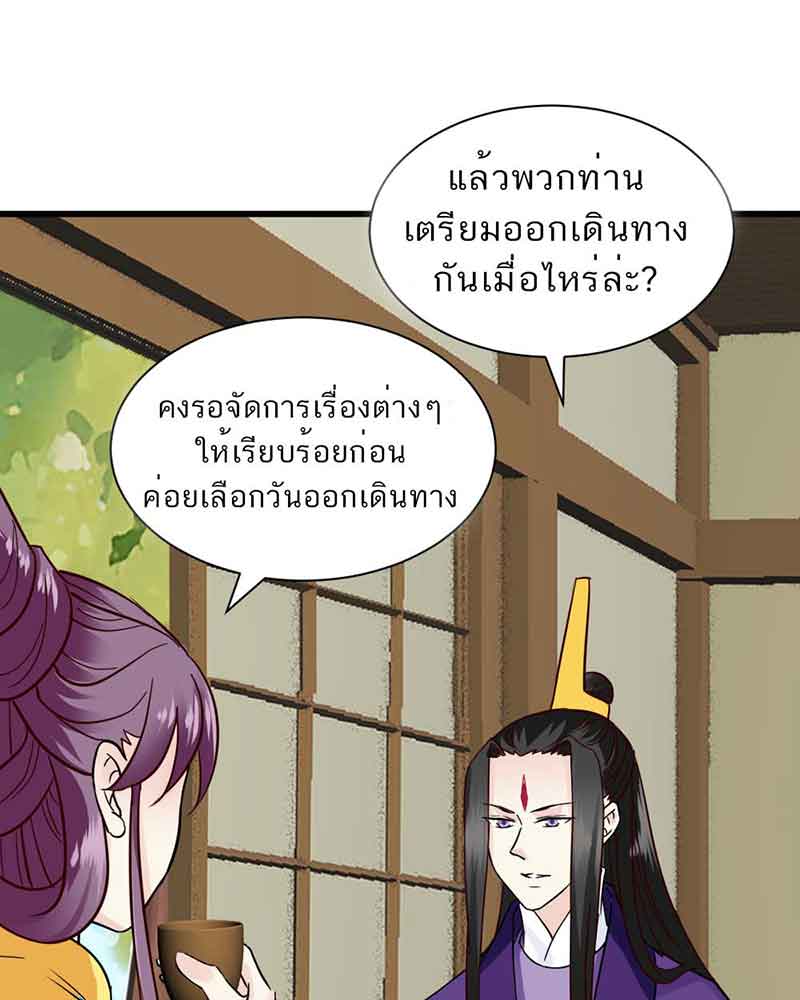 แล้วพวกท่าน
เตรียมออกเดินทาง
กันเมื่อไหร่ล่ะ?
คงรอจัดการเรื่องต่างๆ
ให้เรียบร้อยก่อน
ค่อยเลือกวันออกเดินทาง